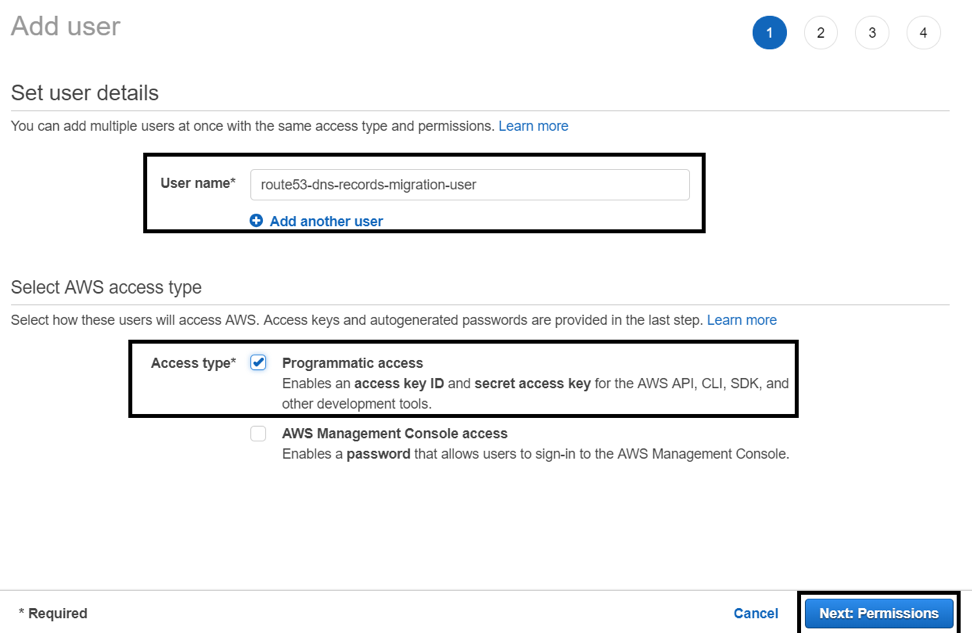 Add user
1 2 3 4
Set user details
You can add multiple users at once with the same access type and permissions. Learn more
User name* route53-dns-records-migration-user
Add another user
Select AWS access type
Select how these users will access AWS. Access keys and autogenerated passwords are provided in the last step. Learn more
Access type* Programmatic access
Enables an access key ID and secret access key for the AWS API, CLI, SDK, and
other development tools.
AWS Management Console access
Enables a password that allows users to sign-in to the AWS Management Console.
* Required Cancel Next: Permissions